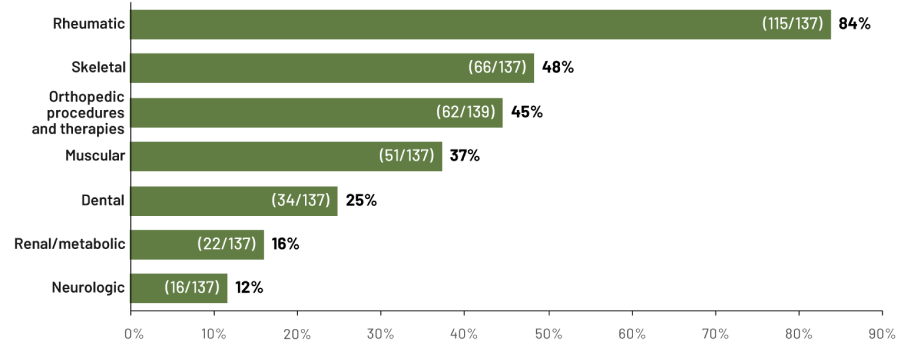 Rheumatic (115/137) 84%
Skeletal (66/137) 48%
Orthopedic
procedures
and therapies (62/139) 45%
Muscular (51/137) 37%
Dental (34/137) 25%
Renal/metabolic (22/137) 16%
Neurologic (16/137) 12%
0% 10% 20% 30% 40% 50% 60% 70% 80% 90%